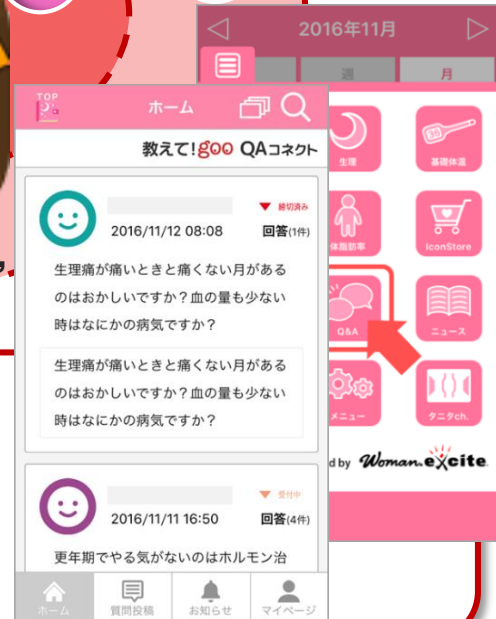 2016年11月
週
月
TOP
ホーム
教えて!goo QAコネクト
締切済み
2016/11/12 08:08
回答(1件)
生理痛が痛いときと痛くない月がある
のはおかしいですか？血の量も少ない
時はなにかの病気ですか？
生理痛が痛いときと痛くない月がある
のはおかしいですか？血の量も少ない
時はなにかの病気ですか？
受付中
2016/11/11 16:50
回答(4件)
更年期でやる気がないのはホルモン治
ホーム
質問投稿
お知らせ
マイページ
生理
基礎体温
体脂肪率
IconStore
Q&A
ニュース
メニュー
タニタch.
d by Woman.excite